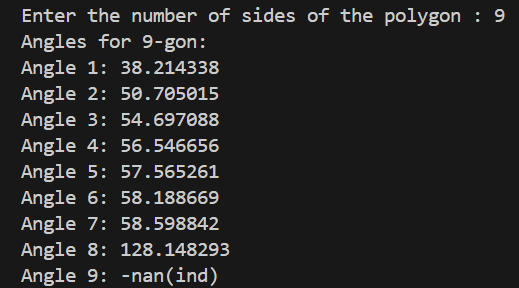 Enter the number of sides of the polygon : 9
Angles for 9-gon:
Angle 1: 38.214338
Angle 2: 50.705015
Angle 3: 54.697088
Angle 4: 56.546656
Angle 5: 57.565261
Angle 6: 58.188669
Angle 7: 58.598842
Angle 8: 128.148293
Angle 9: -nan(ind)